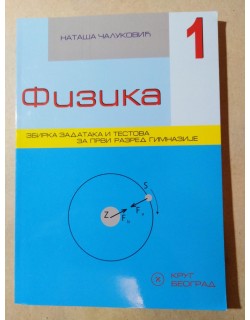 НАТАША ЧАЛУКОВИЋ
1
Физика
ЗБИРКА ЗАДАТАКА И ТЕСТОВА
ЗА ПРВИ РАЗРЕД ГИМНАЗИЈЕ
S
Z
КРУГ
БЕОГРАД